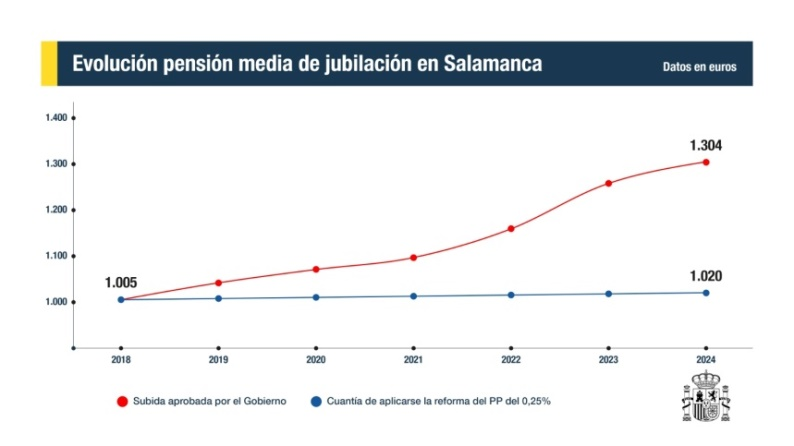 Evolución pensión media de jubilación en Salamanca
Datos en euros
1.400
1.300
1.200
1.100
1.000
1.005
1.304
1.020
2018 2019 2020 2021 2022 2023 2024
Subida aprobada por el Gobierno
Cuantía de aplicarse la reforma del PP del 0,25%